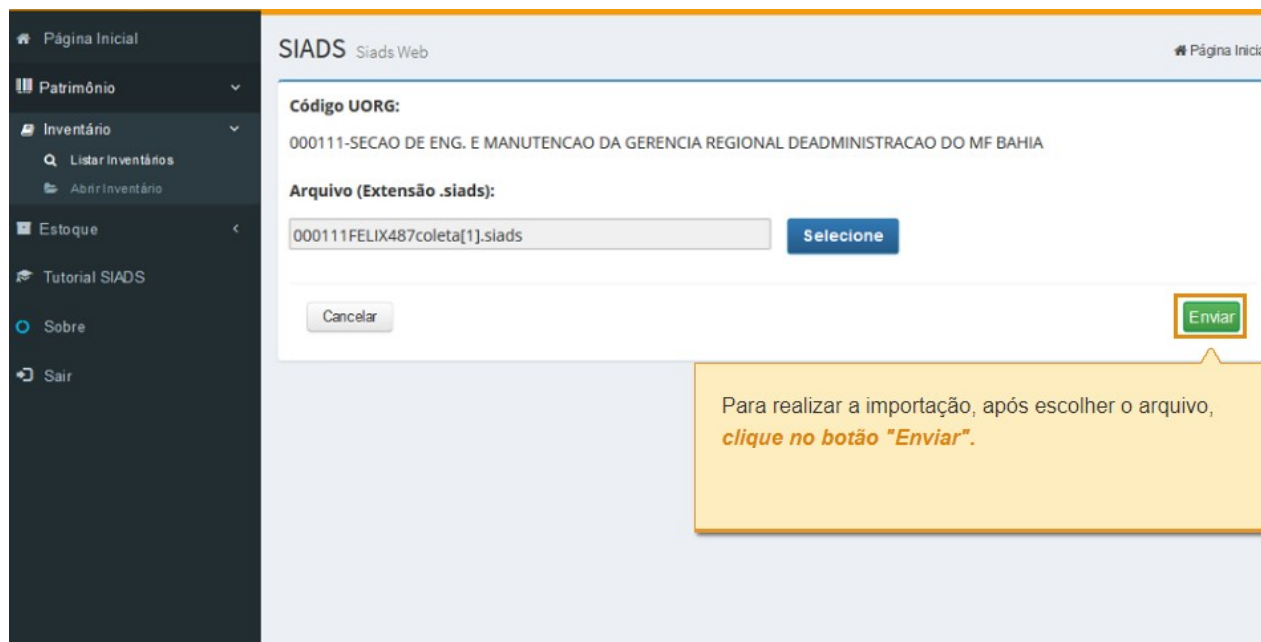 Página Inicial
Patrimônio
Inventário
Listar Inventários
Abrir Inventário
Estoque
Tutorial SIADS
Sobre
Sair
SIADS Siads Web
Página Inicia
Código UORG:
000111-SECAO DE ENG. E MANUTENCAO DA GERENCIA REGIONAL DEADMINISTRACAO DO MF BAHIA
Arquivo (Extensão .siads):
000111FELIX487coleta[1].siads
Selecione
Cancelar
Enviar
Para realizar a importação, após escolher o arquivo,
clique no botão "Enviar".